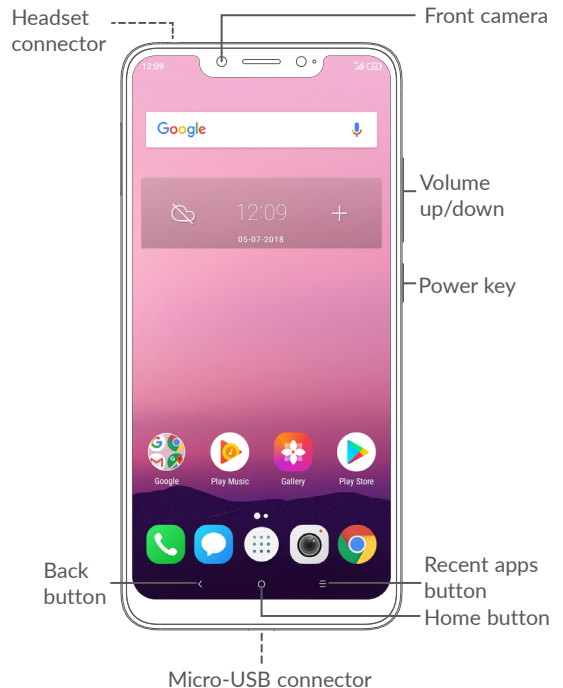 Headset
connector
Front camera
12:09
Google
12:09
05-07-2018
Volume
up/down
Power key
Google
Play Music
Gallery
Play Store
Back
button
Recent apps
button
Home button
Micro-USB connector